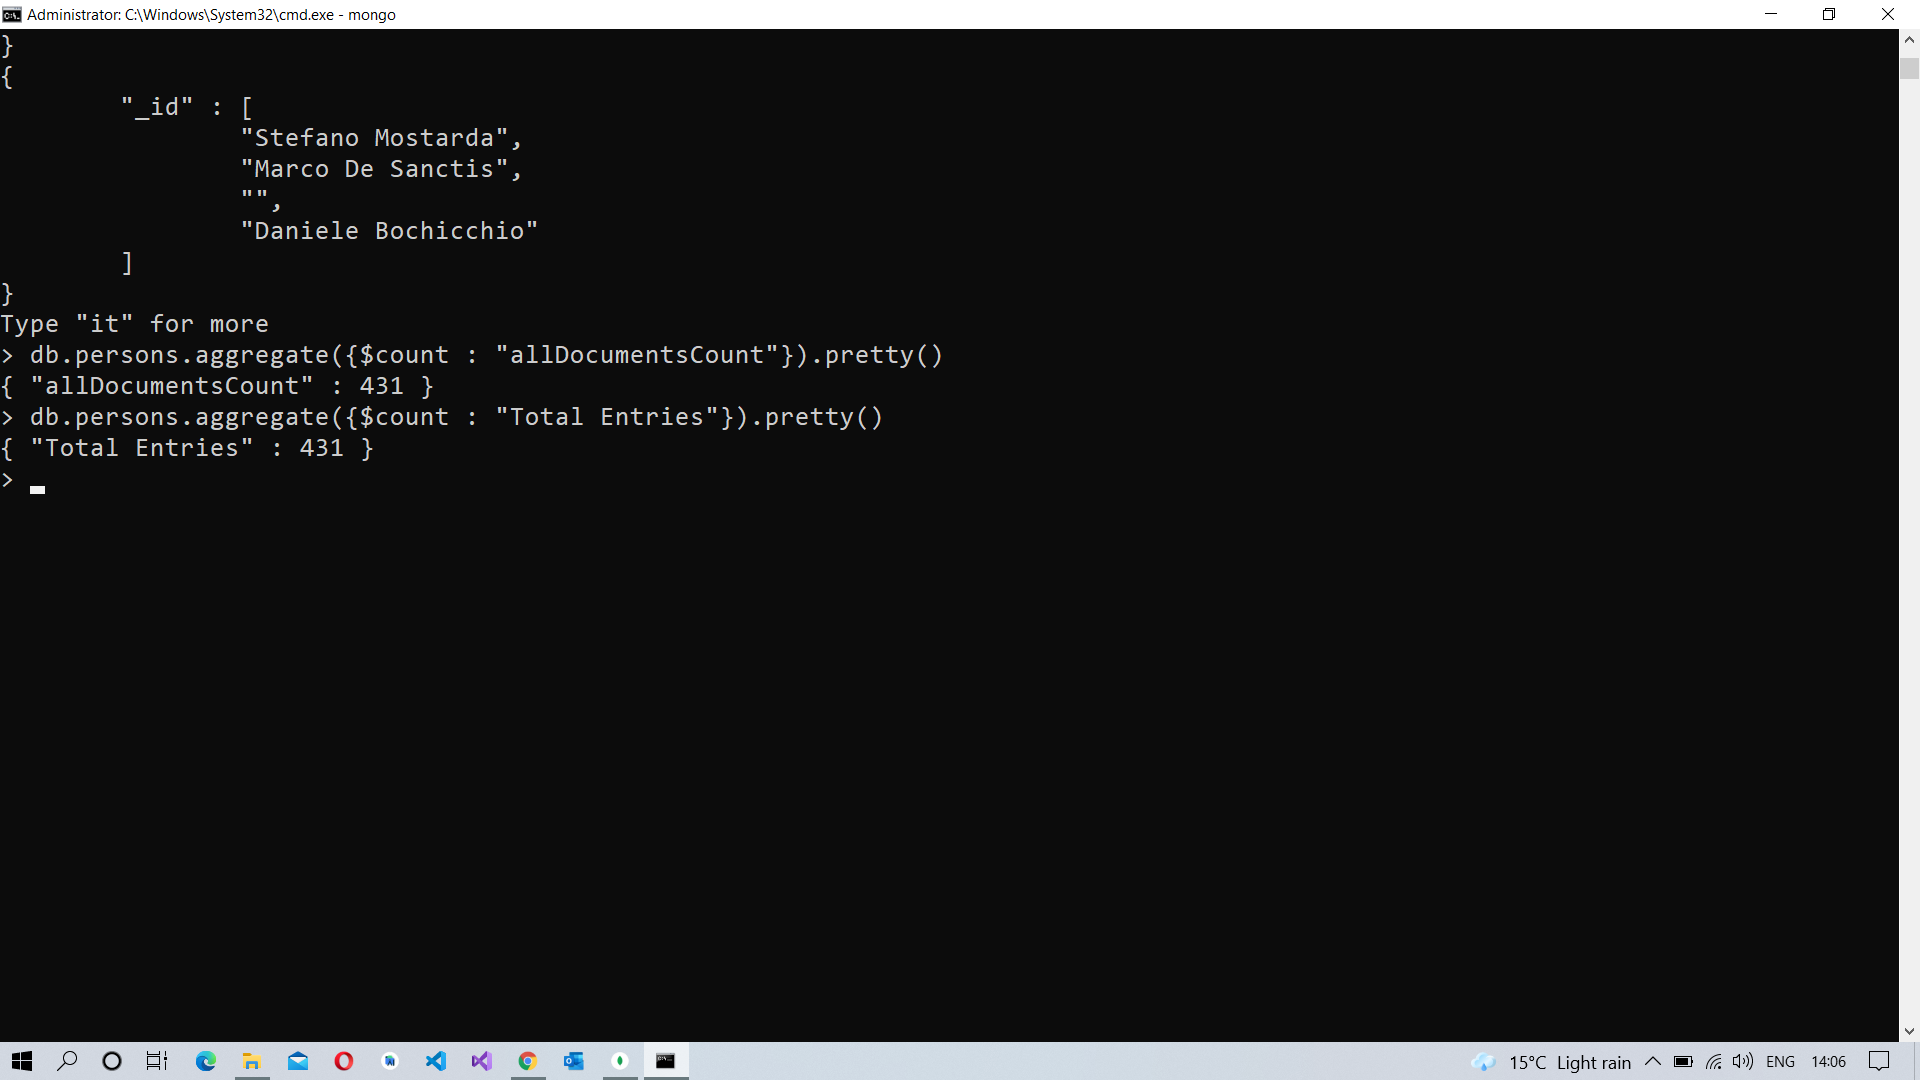 Administrator: C:\Windows\System32\cmd.exe - mongo
}
{
"_id" : [
"Stefano Mostarda",
"Marco De Sanctis",
"",
"Daniele Bochicchio"
]
}
Type "it" for more
> db.persons.aggregate({$count : "allDocumentsCount"}).pretty()
{ "allDocumentsCount" : 431 }
> db.persons.aggregate({$count : "Total Entries"}).pretty()
{ "Total Entries" : 431 }
>
15°C Light rain ENG 14:06